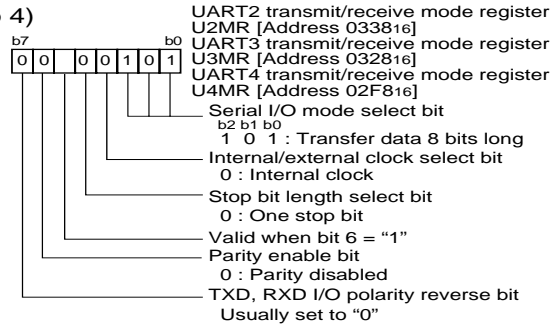 4)
UART2 transmit/receive mode register
U2MR [Address 033816]
UART3 transmit/receive mode register
U3MR [Address 032816]
UART4 transmit/receive mode register
U4MR [Address 02F816]
b7 b0
0 0 0 0 1 0 1
Serial I/O mode select bit
b2 b1 b0
1 0 1 : Transfer data 8 bits long
Internal/external clock select bit
0 : Internal clock
Stop bit length select bit
0 : One stop bit
Valid when bit 6 = “1”
Parity enable bit
0 : Parity disabled
TXD, RXD I/O polarity reverse bit
Usually set to “0”